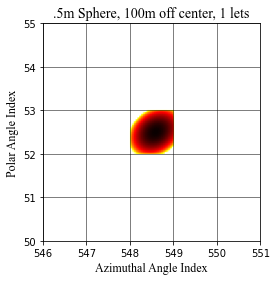 .5m Sphere, 100m off center, 1 lets
55
54
53
52
51
50
Polar Angle Index
546 547 548 549 550 551
Azimuthal Angle Index